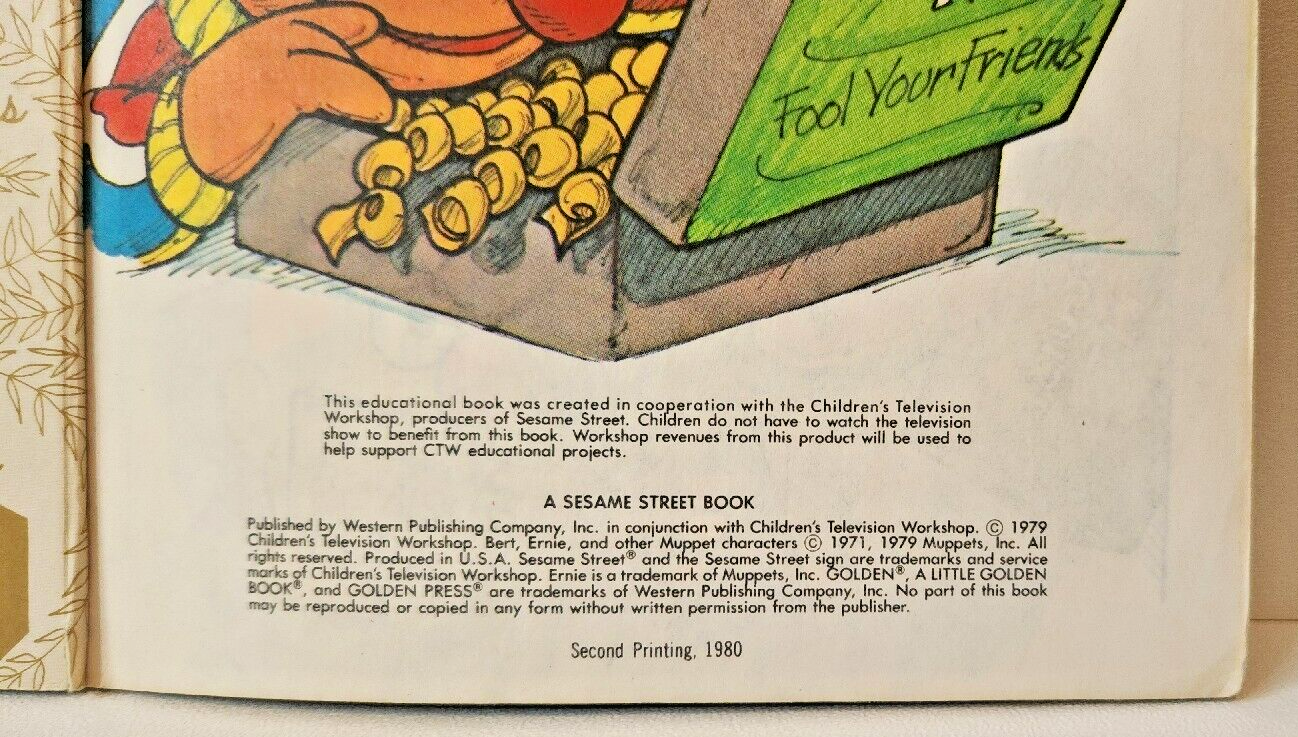 Fool Your Friends
This educational book was created in cooperation with the Children's Television
Workshop, producers of Sesame Street. Children do not have to watch the television
show to benefit from this book. Workshop revenues from this product will be used to
help support CTW educational projects.
A SESAME STREET BOOK
Published by Western Publishing Company, Inc. in conjunction with Children's Television Workshop. © 1979
Children's Television Workshop. Bert, Ernie, and other Muppet characters © 1971, 1979 Muppets, Inc. All
rights reserved. Produced in U.S.A. Sesame Street® and the Sesame Street sign are trademarks and service
marks of Children's Television Workshop. Ernie is a trademark of Muppets, Inc. GOLDEN®, A LITTLE GOLDEN
BOOK®, and GOLDEN PRESS® are trademarks of Western Publishing Company, Inc. No part of this book
may be reproduced or copied in any form without written permission from the publisher.
Second Printing, 1980